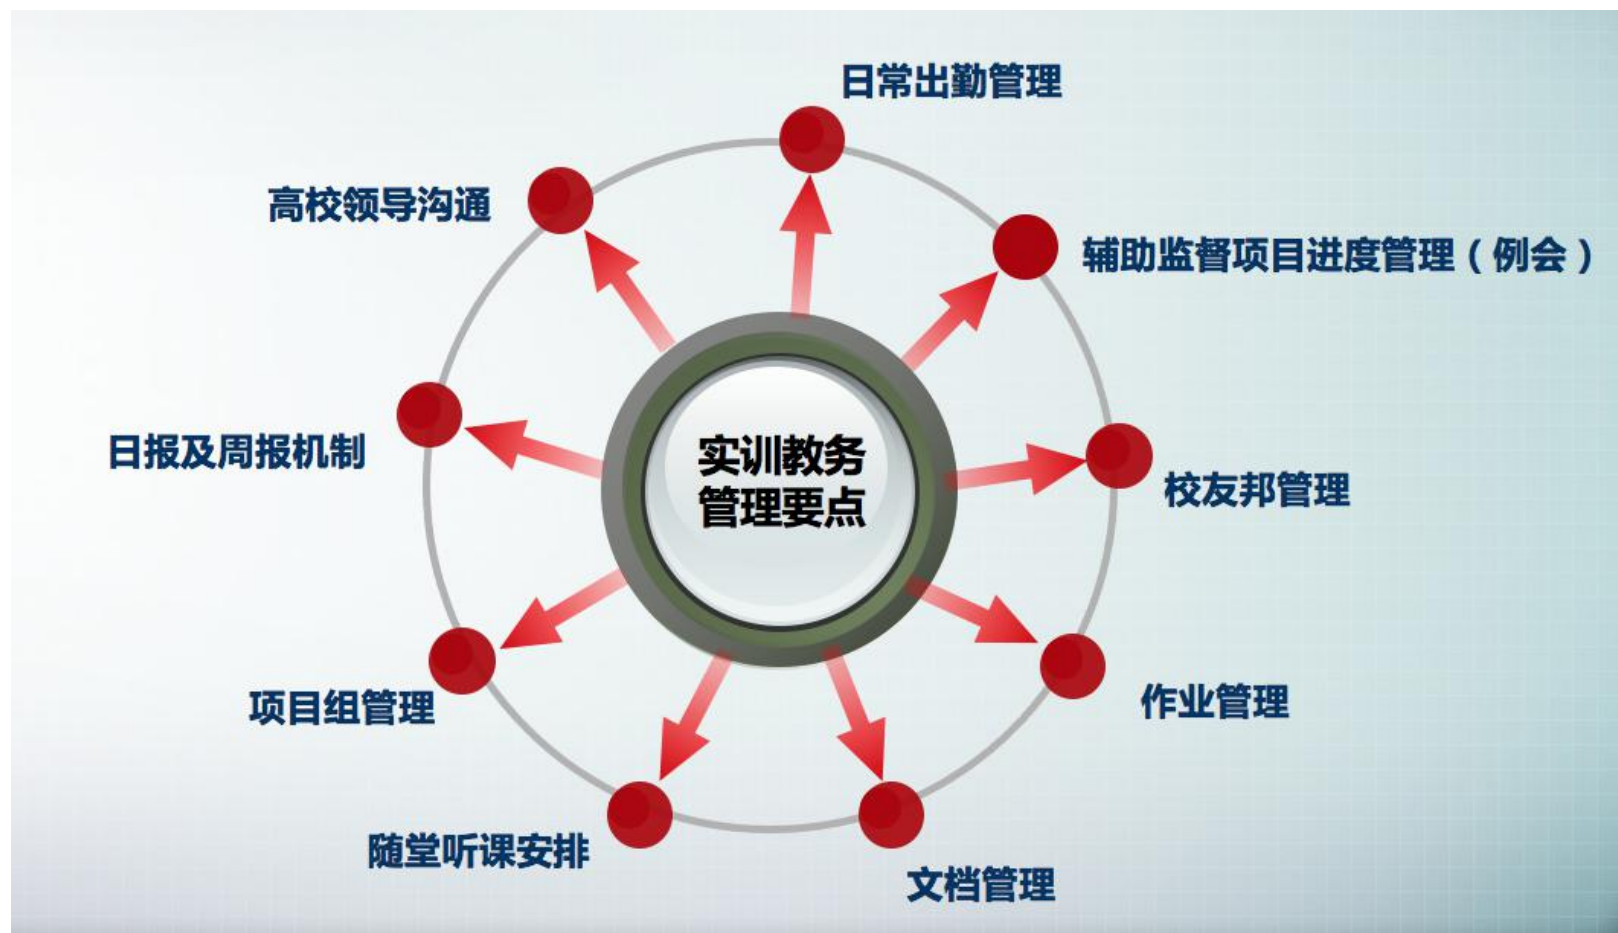 日常出勤管理
高校领导沟通
辅助监督项目进度管理（例会）
日报及周报机制
实训教务
管理要点
校友邦管理
项目组管理
作业管理
随堂听课安排
文档管理